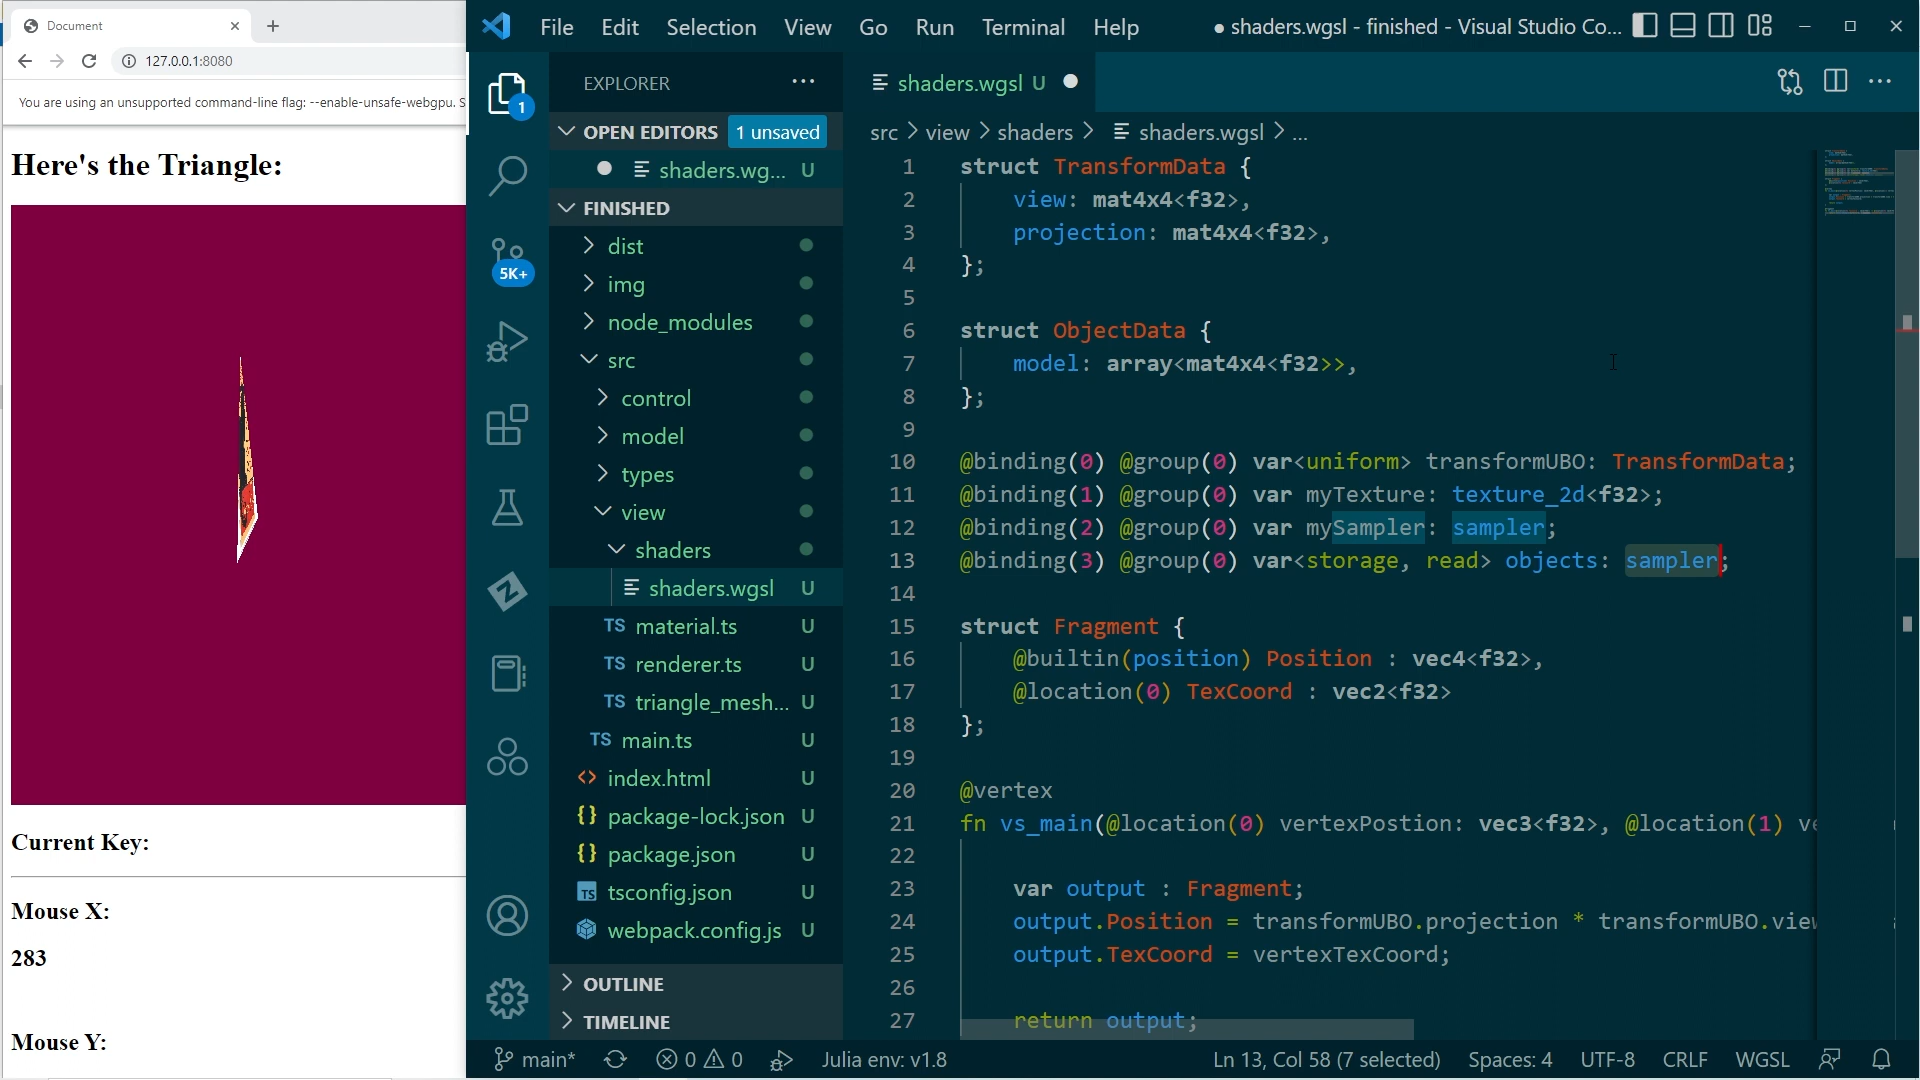 Document
127.0.0.1:8080
You are using an unsupported command-line flag: --enable-unsafe-webgpu. S
Here's the Triangle:
Current Key:
Mouse X:
283
Mouse Y:
File Edit Selection View Go Run Terminal Help
● shaders.wgsl - finished - Visual Studio Co...
1
5K+
EXPLORER
OPEN EDITORS 1 unsaved
shaders.wg... U
FINISHED
dist
img
node_modules
src
control
model
types
view
shaders
shaders.wgsl U
TS material.ts U
TS renderer.ts U
TS triangle_mesh... U
TS main.ts U
<> index.html U
{} package-lock.json U
{} package.json U
TS tsconfig.json U
webpack.config.js U
OUTLINE
TIMELINE
shaders.wgsl U
src > view > shaders > shaders.wgsl > ...
1 struct TransformData {
2 view: mat4x4<f32>,
3 projection: mat4x4<f32>,
4 };
5
6 struct ObjectData {
7 model: array<mat4x4<f32>>,
8 };
9
10 @binding(0) @group(0) var<uniform> transformUBO: TransformData;
11 @binding(1) @group(0) var myTexture: texture_2d<f32>;
12 @binding(2) @group(0) var mySampler: sampler;
13 @binding(3) @group(0) var<storage, read> objects: sampler;
14
15 struct Fragment {
16 @builtin(position) Position : vec4<f32>,
17 @location(0) TexCoord : vec2<f32>
18 };
19
20 @vertex
21 fn vs_main(@location(0) vertexPostion: vec3<f32>, @location(1) ve
22
23 var output : Fragment;
24 output.Position = transformUBO.projection * transformUBO.view
25 output.TexCoord = vertexTexCoord;
26
27 return output;
main* 0 0 Julia env: v1.8 Ln 13, Col 58 (7 selected) Spaces: 4 UTF-8 CRLF WGSL